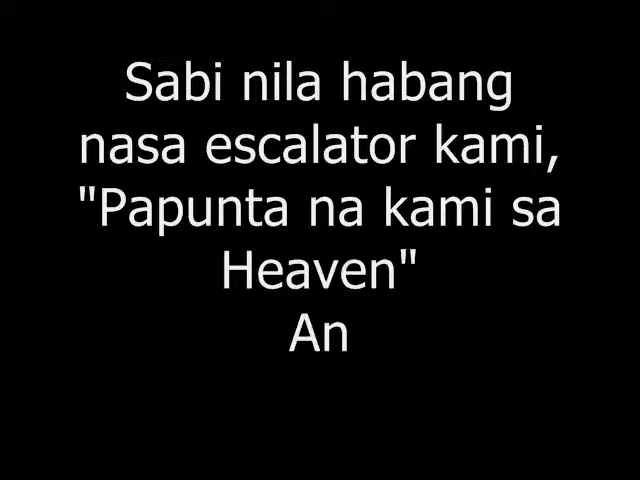 Sabi nila habang
nasa escalator kami,
"Papunta na kami sa
Heaven"
An